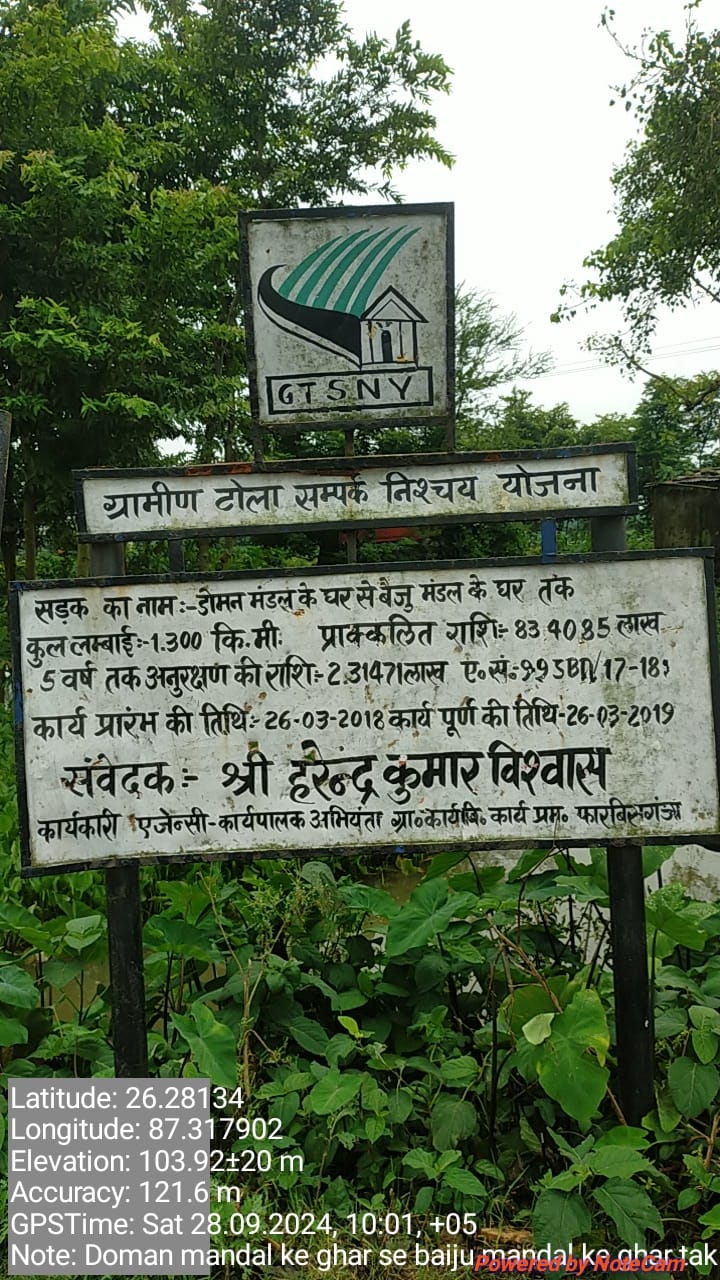 GTSNY
ग्रामीण टोला सम्पर्क निश्चय योजना
सड़क का नाम:-डोमन मंडल के घर से बैजु मंडल के घर तक
कुल लम्बाई:-1.300 कि.मी. प्राक्कलित राशि:-83.4085 लाख
5 वर्ष तक अनुरक्षण की राशि:-2.31471लाख ए.सं.-99SBD/17-18
कार्य प्रारंभ की तिथि:-26-03-2018 कार्य पूर्ण की तिथि-26-03-2019
संवेदक:- श्री हरेन्द्र कुमार विश्वास
कार्यकारी एजेन्सी-कार्यपालक अभियंता ग्रा०कार्यवि० कार्य प्रम० फारबिसगंज
Latitude: 26.28134
Longitude: 87.317902
Elevation: 103.92±20 m
Accuracy: 121.6 m
GPSTime: Sat 28.09.2024, 10:01, +05
Note: Doman mandal ke ghar se baiju mandal ke ghar tak
Powered by NoteCam